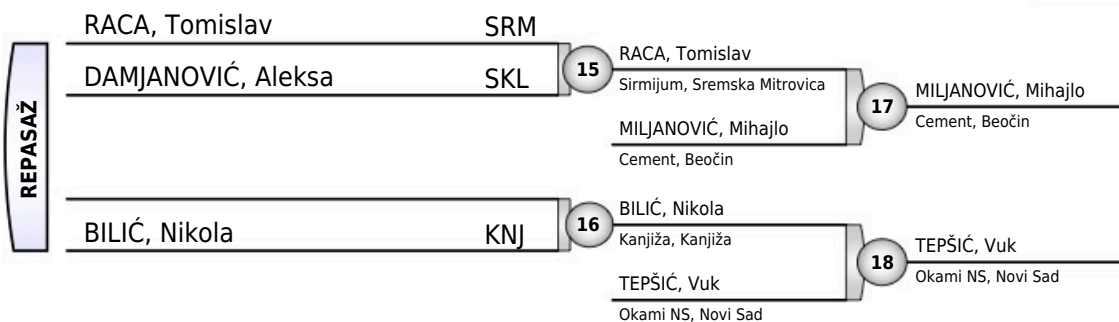 REPASAŽ
RACA, Tomislav SRM
DAMJANOVIĆ, Aleksa SKL
BILIĆ, Nikola KNJ
15
16
RACA, Tomislav
Sirmijum, Sremska Mitrovica
MILJANOVIĆ, Mihajlo
Cement, Beočin
BILIĆ, Nikola
Kanjiža, Kanjiža
TEPŠIĆ, Vuk
Okami NS, Novi Sad
17
18
MILJANOVIĆ, Mihajlo
Cement, Beočin
TEPŠIĆ, Vuk
Okami NS, Novi Sad